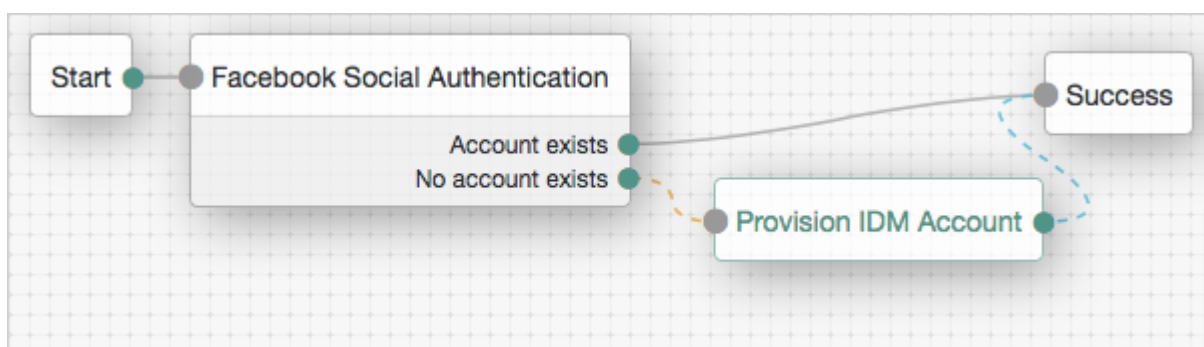 Start
Facebook Social Authentication
Success
Account exists
No account exists
Provision IDM Account